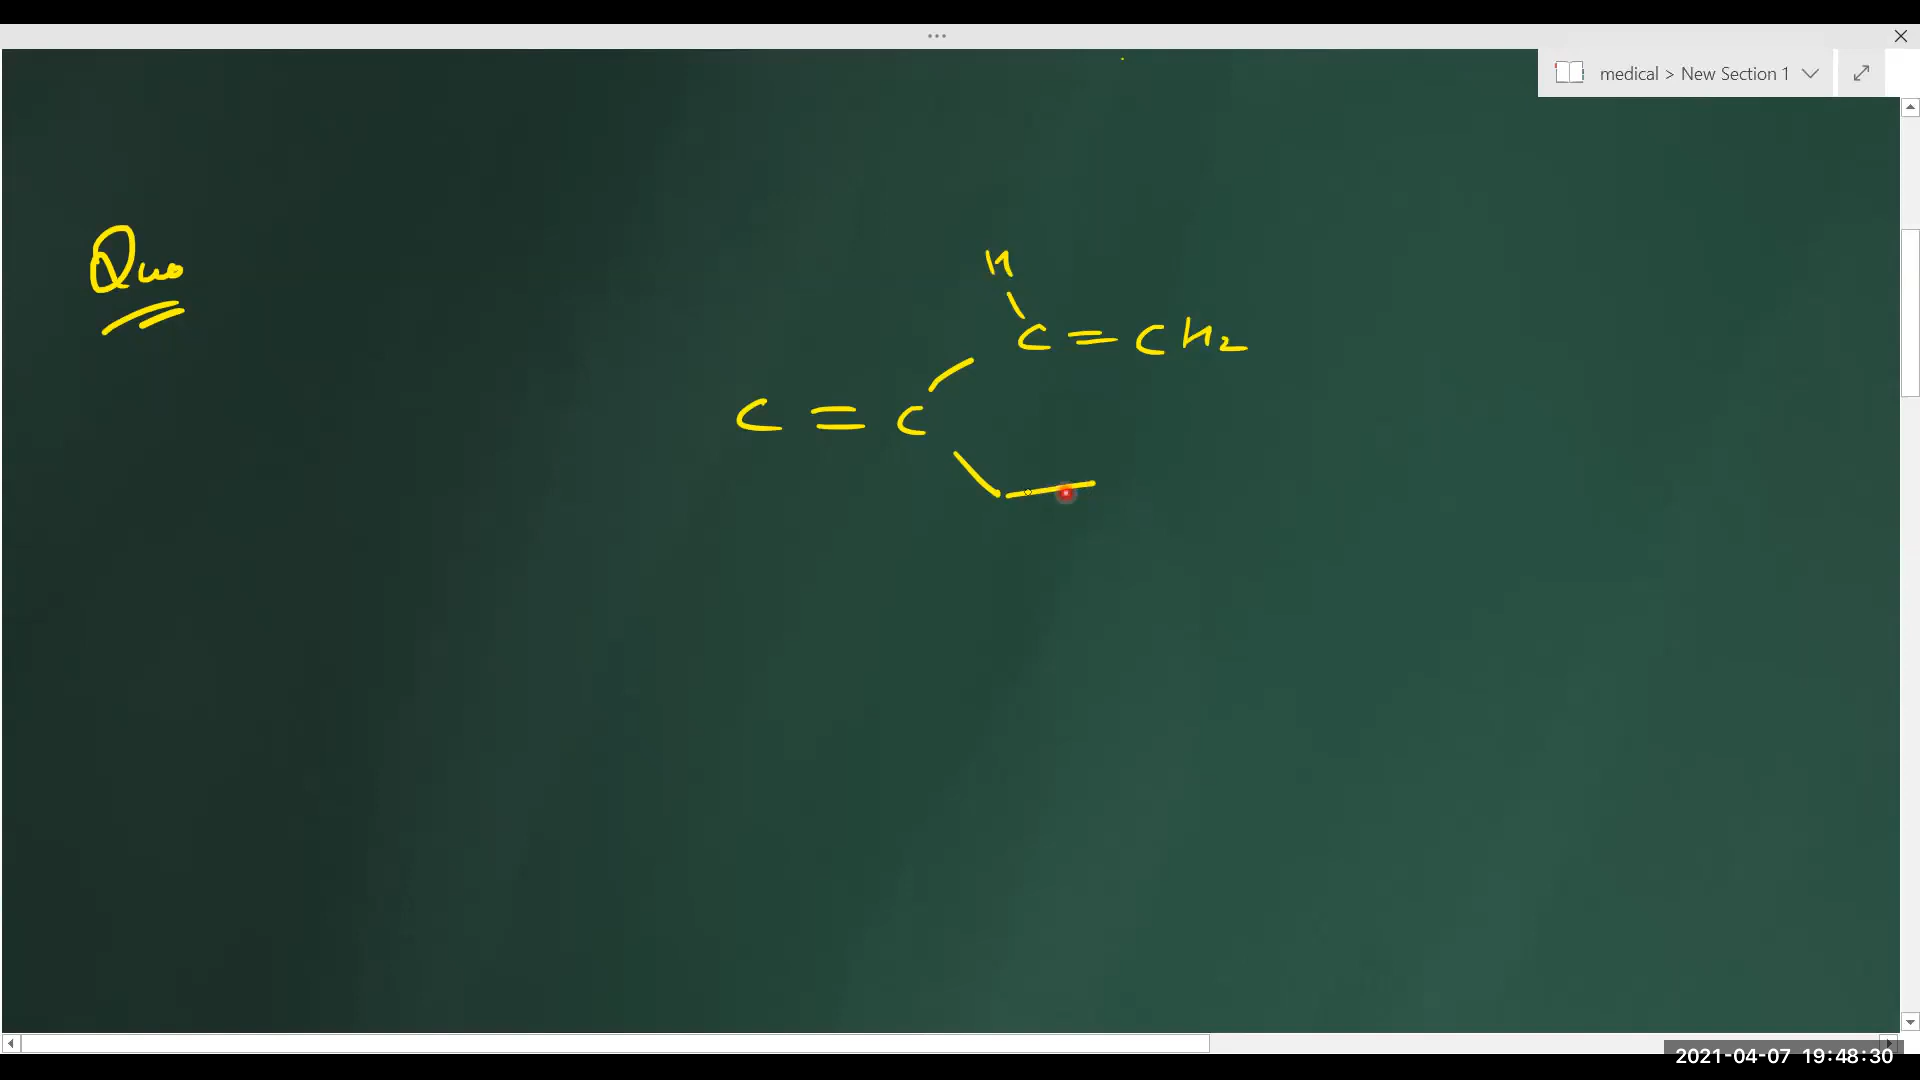 ...
medical > New Section 1
Que
H
C = CH2
C = C
2021-04-07 19:48:30